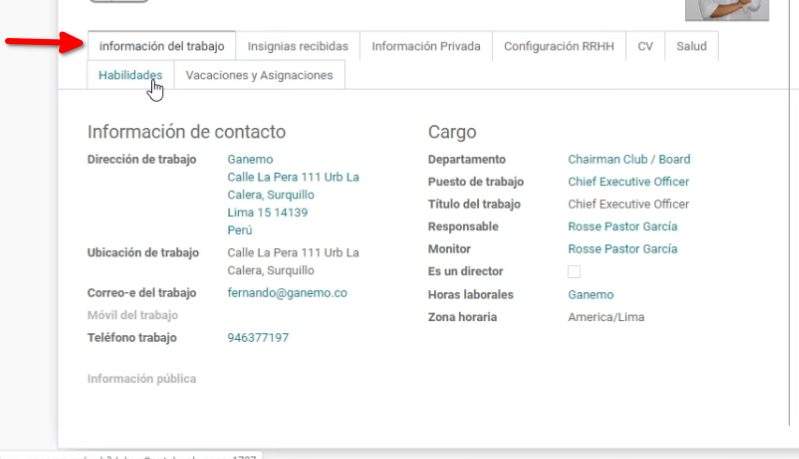 información del trabajo Insignias recibidas Información Privada Configuración RRHH CV Salud
Habilidades Vacaciones y Asignaciones
Información de contacto
Dirección de trabajo Ganemo
Calle La Pera 111 Urb La
Calera, Surquillo
Lima 15 14139
Perú
Ubicación de trabajo Calle La Pera 111 Urb La
Calera, Surquillo
Correo-e del trabajo fernando@ganemo.co
Móvil del trabajo
Teléfono trabajo 946377197
Información pública
Cargo
Departamento Chairman Club / Board
Puesto de trabajo Chief Executive Officer
Título del trabajo Chief Executive Officer
Responsable Rosse Pastor García
Monitor Rosse Pastor García
Es un director
Horas laborales Ganemo
Zona horaria America/Lima